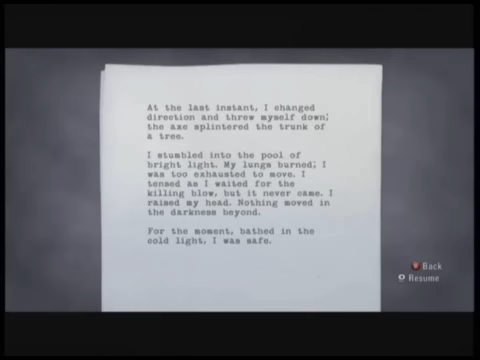 At the last instant, I changed
direction and threw myself down;
the axe splintered the trunk of
a tree.
I stumbled into the pool of
bright light. My lungs burned; I
was too exhausted to move. I
tensed as I waited for the
killing blow, but it never came. I
raised my head. Nothing moved in
the darkness beyond.
For the moment, bathed in the
cold light, I was safe.
Back
Resume